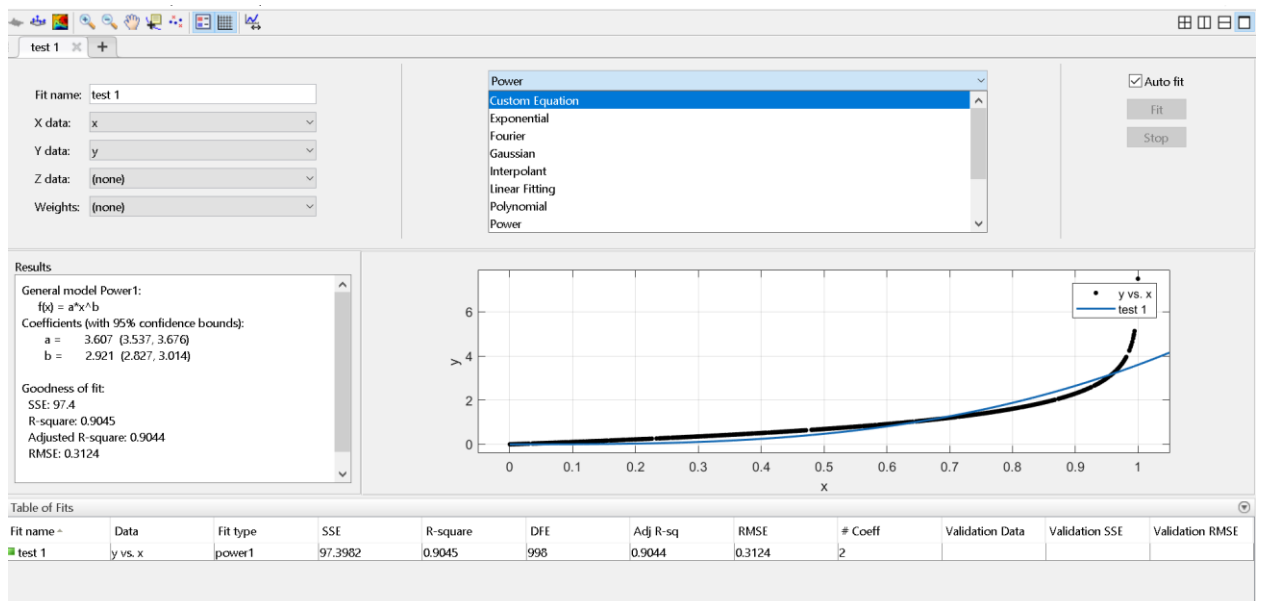 test 1
Fit name: test 1
X data: x
Y data: y
Z data: (none)
Weights: (none)
Power
Custom Equation
Exponential
Fourier
Gaussian
Interpolant
Linear Fitting
Polynomial
Power
Auto fit
Fit
Stop
Results
General model Power1:
f(x) = a*x^b
Coefficients (with 95% confidence bounds):
a = 3.607 (3.537, 3.676)
b = 2.921 (2.827, 3.014)
Goodness of fit:
SSE: 97.4
R-square: 0.9045
Adjusted R-square: 0.9044
RMSE: 0.3124
y vs. x
test 1
6
4
2
0
y
0 0.1 0.2 0.3 0.4 0.5 0.6 0.7 0.8 0.9 1
x
Table of Fits
Fit name Data Fit type SSE R-square DFE Adj R-sq RMSE # Coeff Validation Data Validation SSE Validation RMSE
test 1 y vs. x power1 97.3982 0.9045 998 0.9044 0.3124 2